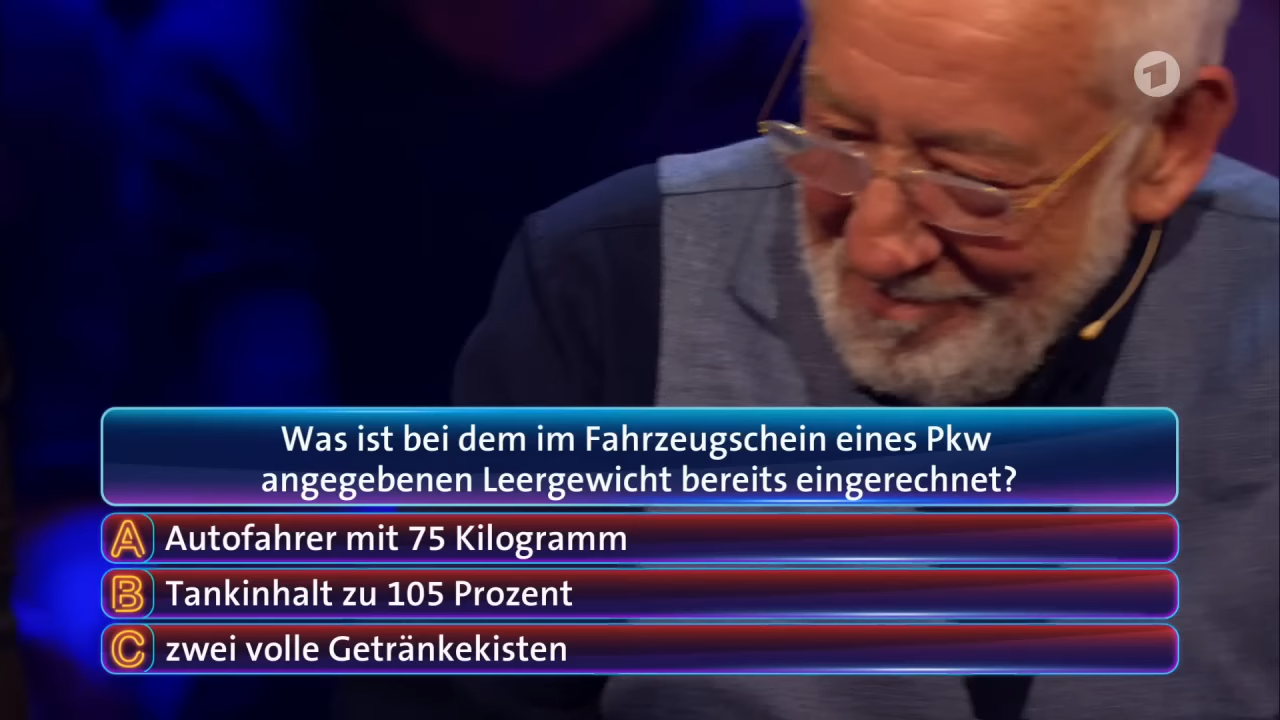 Was ist bei dem im Fahrzeugschein eines Pkw
angegebenen Leergewicht bereits eingerechnet?
A Autofahrer mit 75 Kilogramm
B Tankinhalt zu 105 Prozent
C zwei volle Getränkekisten